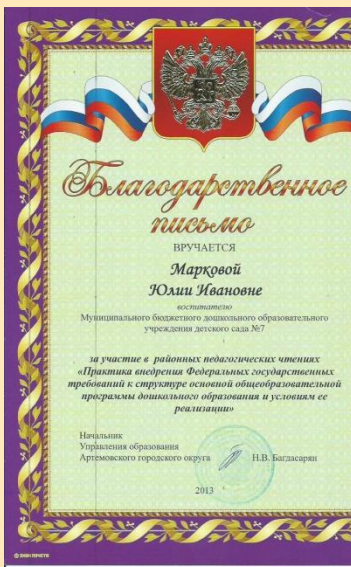 Благодарственное
письмо
ВРУЧАЕТСЯ
Марковой
Юлии Ивановне
воспитателю
Муниципального бюджетного дошкольного образовательного
учреждения детского сада №7
за участие в районных педагогических чтениях
«Практика внедрения Федеральных государственных
требований к структуре основной общеобразовательной
программы дошкольного образования и условиям ее
реализации»
Начальник
Управления образования
Артемовского городского округа Н.В. Багдасарян
2013